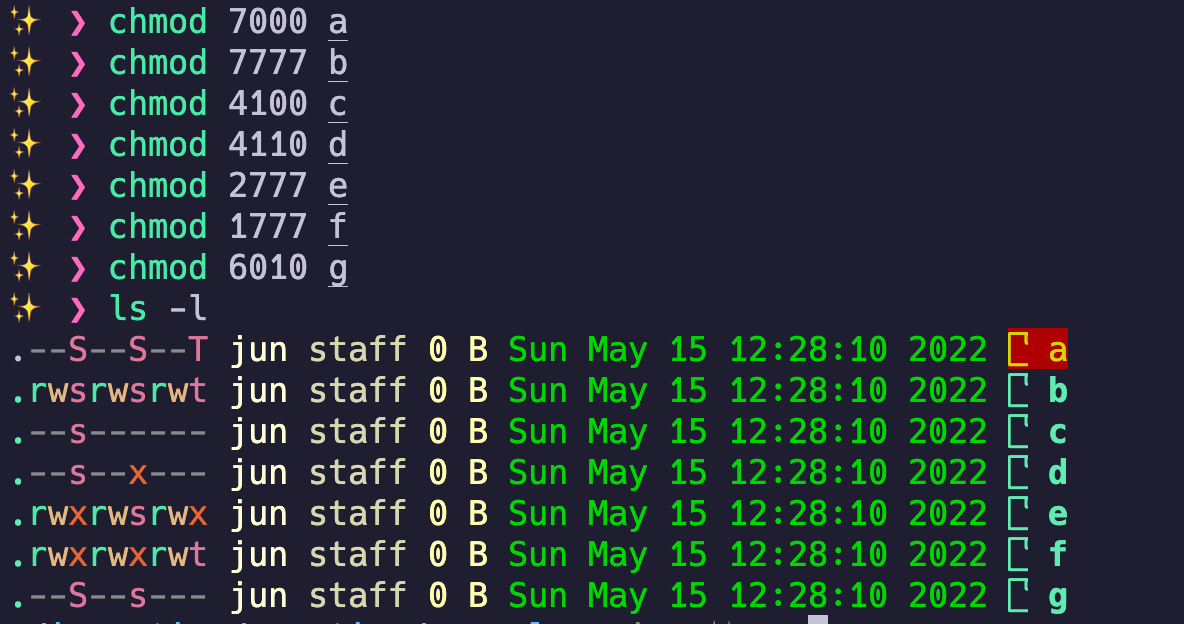 ✨ ❯ chmod 7000 a
✨ ❯ chmod 7777 b
✨ ❯ chmod 4100 c
✨ ❯ chmod 4110 d
✨ ❯ chmod 2777 e
✨ ❯ chmod 1777 f
✨ ❯ chmod 6010 g
✨ ❯ ls -l
.--S--S--T jun staff 0 B Sun May 15 12:28:10 2022 a
.rwsrwsrwt jun staff 0 B Sun May 15 12:28:10 2022 b
.--s------ jun staff 0 B Sun May 15 12:28:10 2022 c
.--s--x--- jun staff 0 B Sun May 15 12:28:10 2022 d
.rwxrwsrwx jun staff 0 B Sun May 15 12:28:10 2022 e
.rwxrwxrwt jun staff 0 B Sun May 15 12:28:10 2022 f
.--S--s--- jun staff 0 B Sun May 15 12:28:10 2022 g